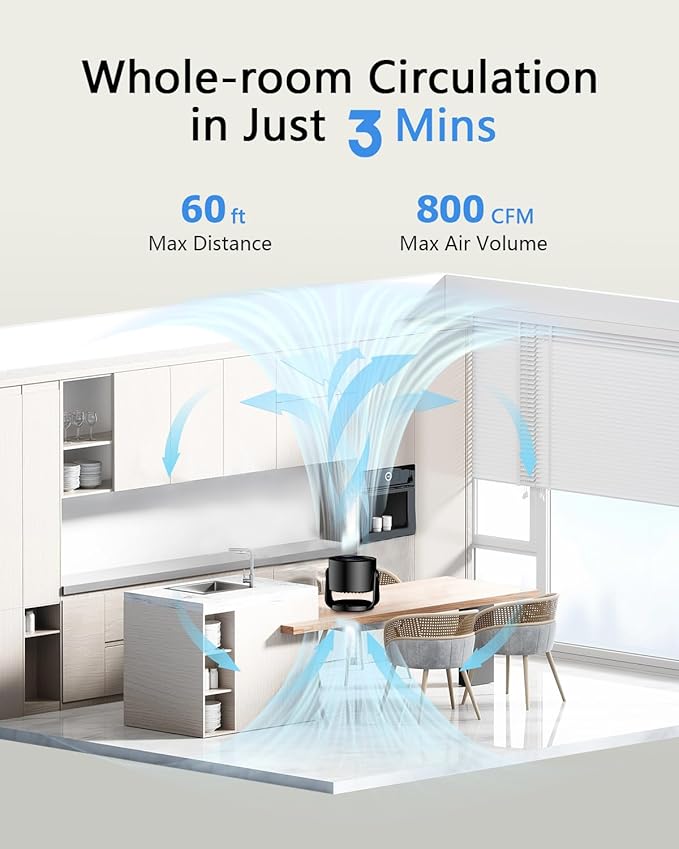 Whole-room Circulation
in Just 3 Mins
60 ft
Max Distance
800 CFM
Max Air Volume